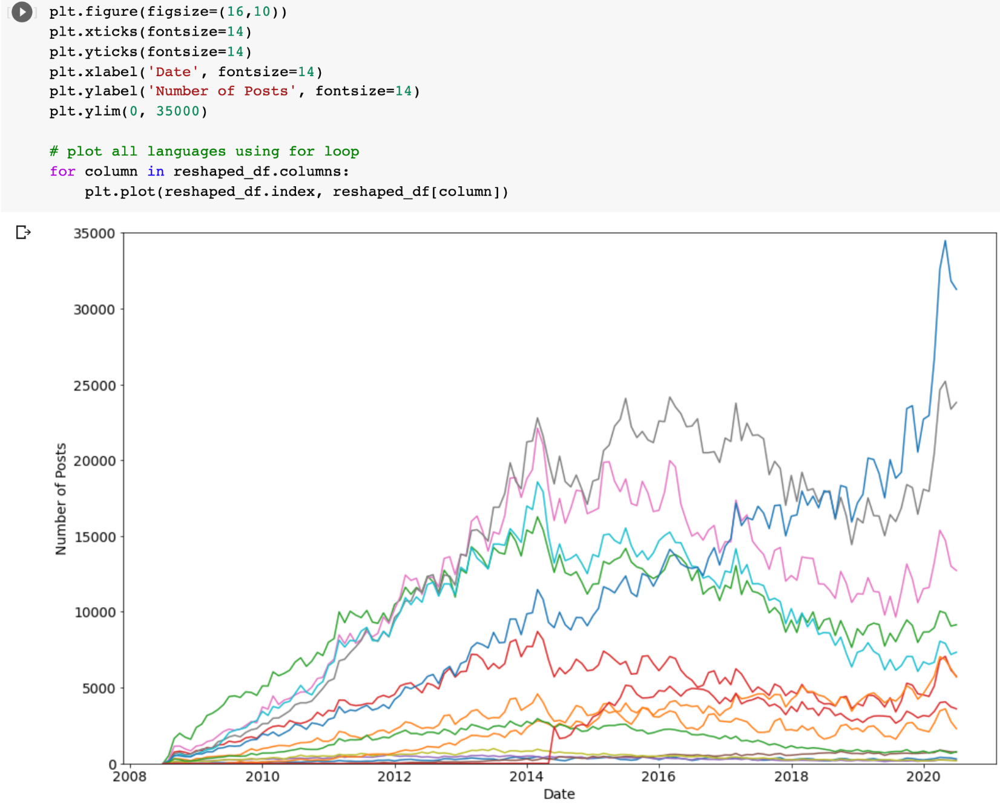 plt.figure(figsize=(16,10))
plt.xticks(fontsize=14)
plt.yticks(fontsize=14)
plt.xlabel('Date', fontsize=14)
plt.ylabel('Number of Posts', fontsize=14)
plt.ylim(0, 35000)
# plot all languages using for loop
for column in reshaped_df.columns:
    plt.plot(reshaped_df.index, reshaped_df[column])
35000
30000
25000
20000
15000
10000
5000
0
Number of Posts
2008 2010 2012 2014 2016 2018 2020
Date